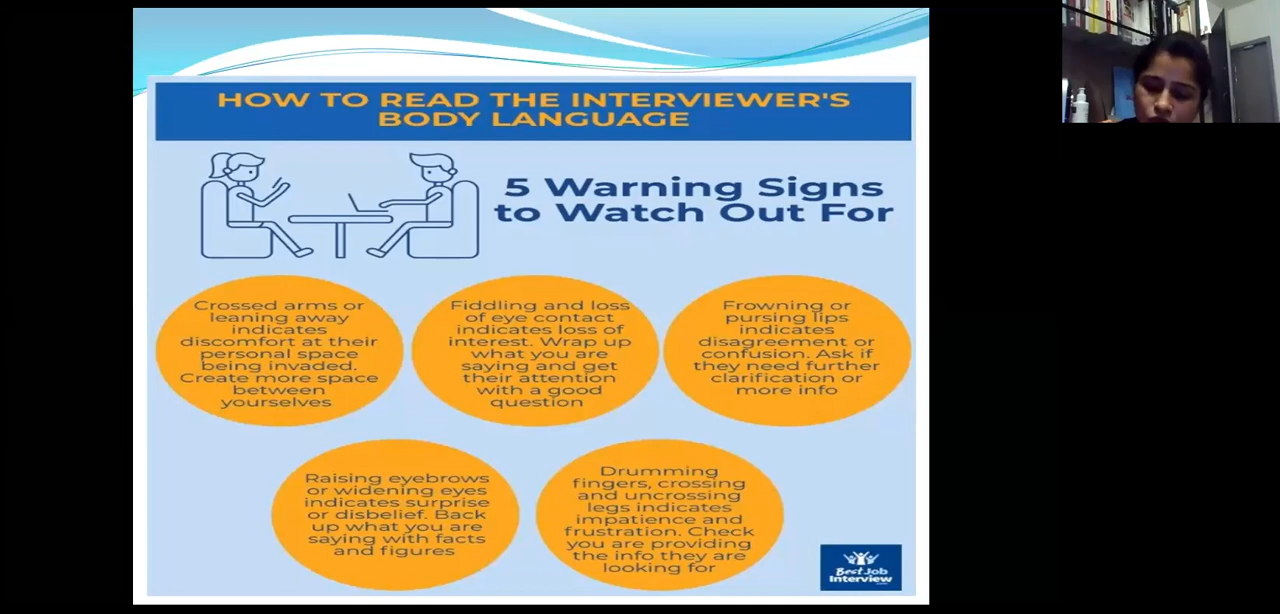 HOW TO READ THE INTERVIEWER'S
BODY LANGUAGE
5 Warning Signs
to Watch Out For
Crossed arms or
leaning away
indicates
discomfort at their
personal space
being invaded.
Create more space
between
yourselves
Fiddling and loss
of eye contact
indicates loss of
interest. Wrap up
what you are
saying and get
their attention
with a good
question
Frowning or
pursing lips
indicates
disagreement or
confusion. Ask if
they need further
clarification or
more info
Raising eyebrows
or widening eyes
indicates surprise
or disbelief. Back
up what you are
saying with facts
and figures
Drumming
fingers, crossing
and uncrossing
legs indicates
impatience and
frustration. Check
you are providing
the info they are
looking for
Best Job
Interview